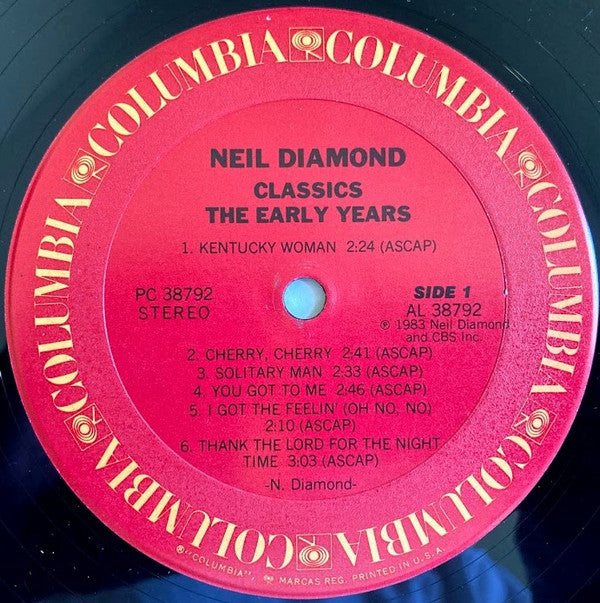 COLUMBIA COLUMBIA COLUMBIA COLUMBIA COLUMBIA COLUMBIA
NEIL DIAMOND
CLASSICS
THE EARLY YEARS
1. KENTUCKY WOMAN 2:24 (ASCAP)
PC 38792
STEREO
SIDE 1
AL 38792
℗ 1983 Neil Diamond
and CBS Inc.
2. CHERRY, CHERRY 2:41 (ASCAP)
3. SOLITARY MAN 2:33 (ASCAP)
4. YOU GOT TO ME 2:46 (ASCAP)
5. I GOT THE FEELIN' (OH NO, NO)
2:10 (ASCAP)
6. THANK THE LORD FOR THE NIGHT
TIME 3:03 (ASCAP)
-N. Diamond-
®"COLUMBIA", MARCAS REG. PRINTED IN U.S.A.